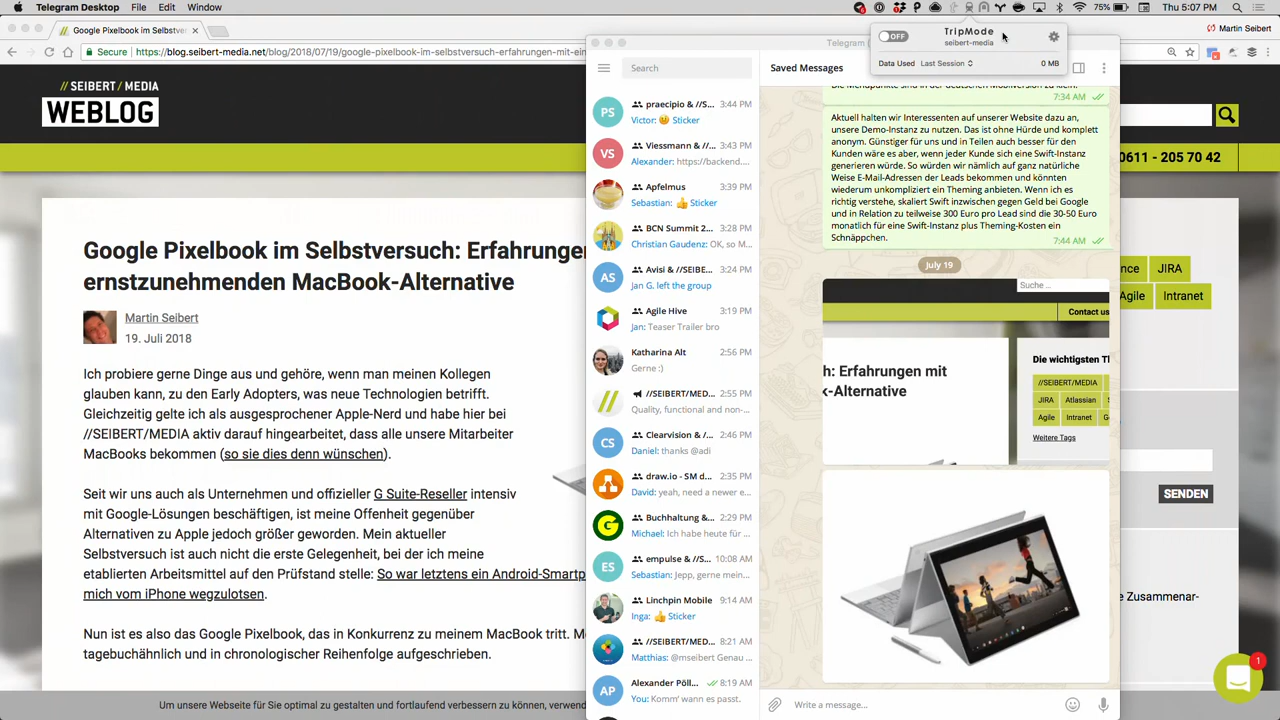 Telegram Desktop File Edit Window
75% Thu 5:07 PM
Google Pixelbook im Selbstver
Martin Seibert
Secure https://blog.seibert-media.net/blog/2018/07/19/google-pixelbook-im-selbstversuch-erfahrungen-mit-ein
// SEIBERT / MEDIA
WEBLOG
0611 - 205 70 42
Google Pixelbook im Selbstversuch: Erfahrungen
ernstzunehmenden MacBook-Alternative
Martin Seibert
19. Juli 2018
Ich probiere gerne Dinge aus und gehöre, wenn man meinen Kollegen
glauben kann, zu den Early Adopters, was neue Technologien betrifft.
Gleichzeitig gelte ich als ausgesprochener Apple-Nerd und habe hier bei
//SEIBERT/MEDIA aktiv darauf hingearbeitet, dass alle unsere Mitarbeiter
MacBooks bekommen (so sie dies denn wünschen).
Seit wir uns auch als Unternehmen und offizieller G Suite-Reseller intensiv
mit Google-Lösungen beschäftigen, ist meine Offenheit gegenüber
Alternativen zu Apple jedoch größer geworden. Mein aktueller
Selbstversuch ist auch nicht die erste Gelegenheit, bei der ich meine
etablierten Arbeitsmittel auf den Prüfstand stelle: So war letztens ein Android-Smartp
mich vom iPhone wegzulotsen.
Nun ist es also das Google Pixelbook, das in Konkurrenz zu meinem MacBook tritt. M
tagebuchähnlich und in chronologischer Reihenfolge aufgeschrieben.
Um unsere Webseite für Sie optimal zu gestalten und fortlaufend verbessern zu können, verwend
Telegram
Search
PS praecipio & //S... 3:44 PM
Victor: Sticker
VS Viessmann & //... 3:43 PM
Alexander: https://backend....
Apfelmus 3:39 PM
Sebastian: 👍 Sticker
BCN Summit 2... 3:28 PM
Christian Gaudenz: OK, so M...
AS Avisi & //SEIBE... 3:24 PM
Jan G. left the group
Agile Hive 3:19 PM
Jan: Teaser Trailer bro
Katharina Alt 2:56 PM
Gerne :)
//SEIBERT/MED... 2:55 PM
Quality, functional and non-...
CS Clearvision & /... 2:46 PM
Daniel: thanks @adi
draw.io - SM d... 2:35 PM
David: yeah, need a newer e...
Buchhaltung &... 2:29 PM
Michael: Ich habe heute für ...
ES empulse & //S... 10:08 AM
Sebastian: Jepp, gerne mein...
Linchpin Mobile 9:14 AM
Inga: 👍 Sticker
//SEIBERT/MED... 8:21 AM
Matthias: @mseibert Genau ...
AP Alexander Pöll... 8:19 AM
You: Komm' wann es passt.
OFF TripMode
seibert-media
Data Used Last Session 0 MB
Saved Messages
Die Menüpunkte sind in der deutschen Mobilversion zu klein.
7:34 AM
Aktuell halten wir Interessenten auf unserer Website dazu an,
unsere Demo-Instanz zu nutzen. Das ist ohne Hürde und komplett
anonym. Günstiger für uns und in Teilen auch besser für den
Kunden wäre es aber, wenn jeder Kunde sich eine Swift-Instanz
generieren würde. So würden wir nämlich auf ganz natürliche
Weise E-Mail-Adressen der Leads bekommen und könnten
wiederum unkompliziert ein Theming anbieten. Wenn ich es
richtig verstehe, skaliert Swift inzwischen gegen Geld bei Google
und in Relation zu teilweise 300 Euro pro Lead sind die 30-50 Euro
monatlich für eine Swift-Instanz plus Theming-Kosten ein
Schnäppchen.
7:44 AM
July 19
Suche ...
Contact us
h: Erfahrungen mit
k-Alternative
Die wichtigsten T
//SEIBERT/MEDIA
JIRA Atlassian
Agile Intranet
Weitere Tags
Write a message...
ence JIRA
Agile Intranet
SENDEN
e Zusammenar-
1